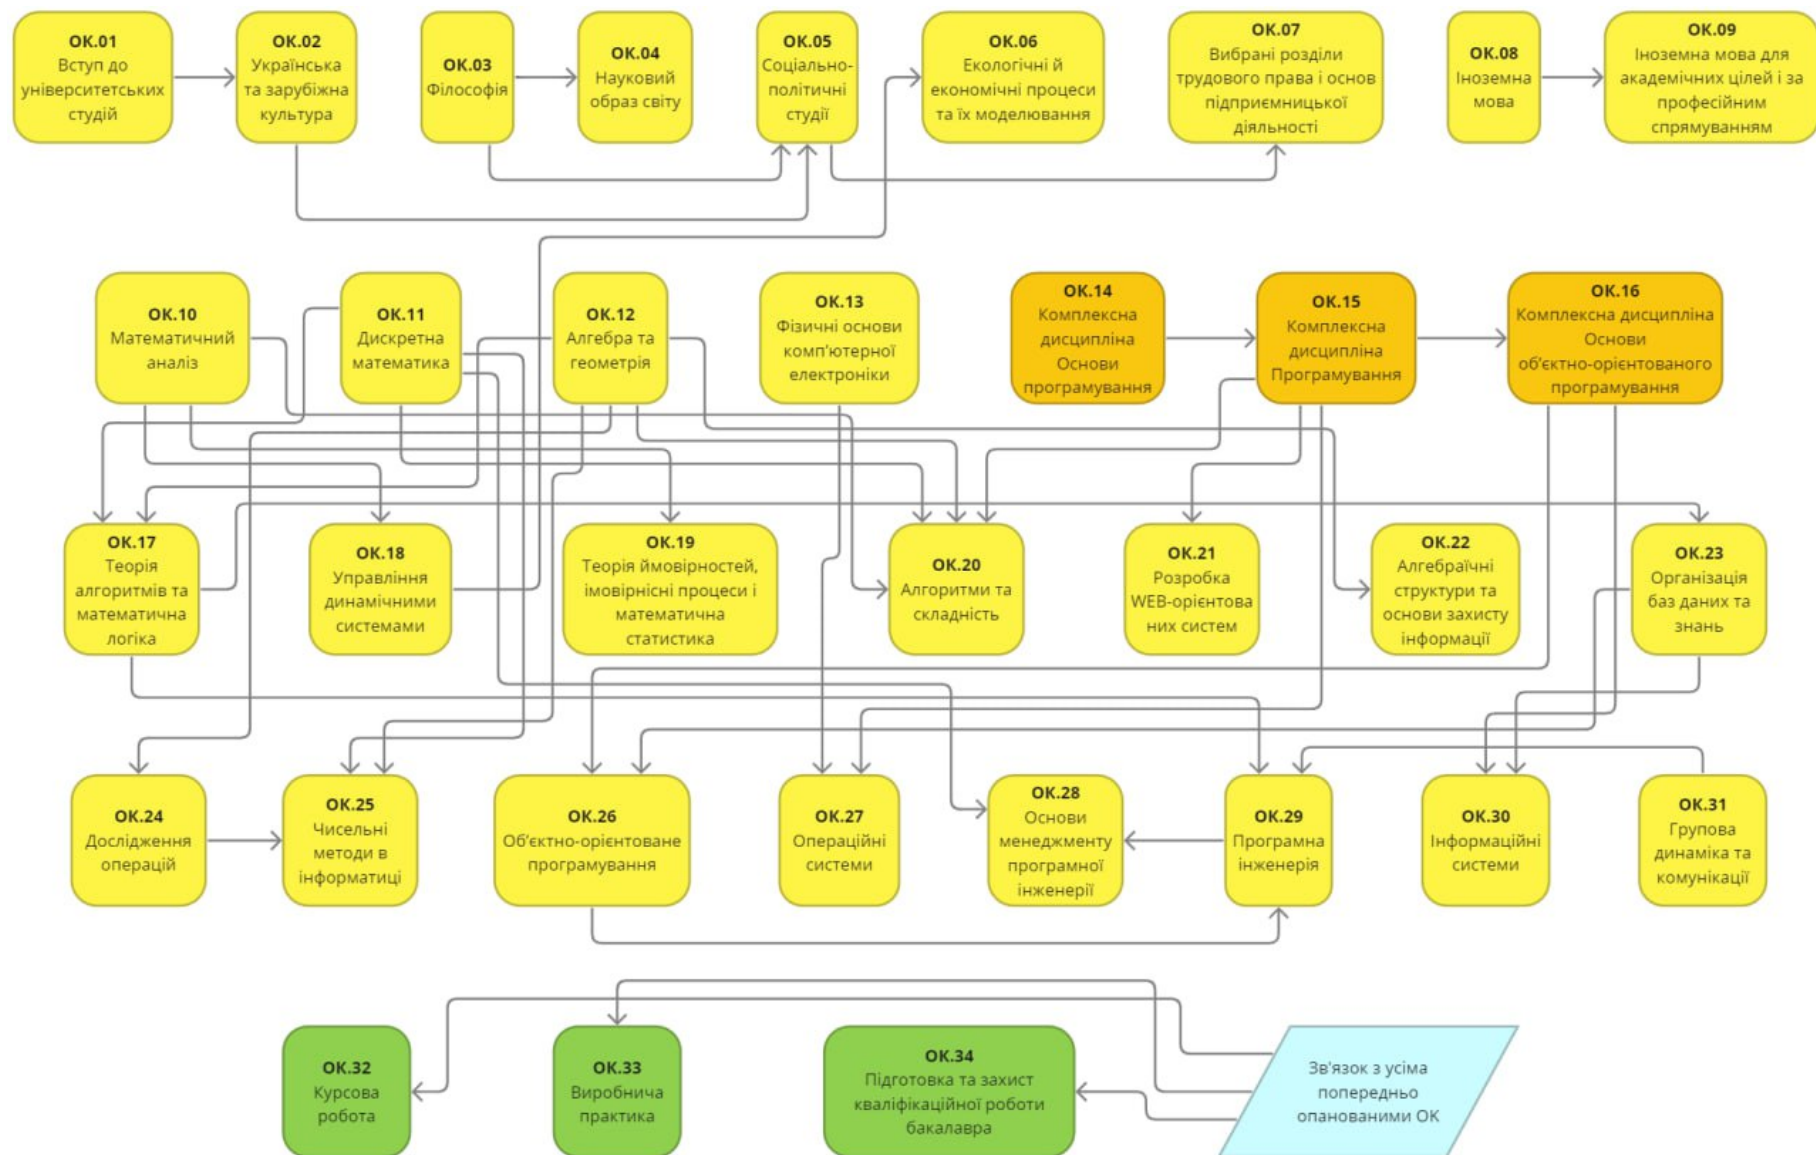 ОК.01
Вступ до
університетських
студій
ОК.02
Українська
та зарубіжна
культура
ОК.03
Філософія
ОК.04
Науковий
образ світу
ОК.05
Соціально-
політичні
студії
ОК.06
Екологічні й
економічні процеси
та їх моделювання
ОК.07
Вибрані розділи
трудового права і основ
підприємницької
діяльності
ОК.08
Іноземна
мова
ОК.09
Іноземна мова для
академічних цілей і за
професійним
спрямуванням
ОК.10
Математичний
аналіз
ОК.11
Дискретна
математика
ОК.12
Алгебра та
геометрія
ОК.13
Фізичні основи
комп'ютерної
електроніки
ОК.14
Комплексна
дисципліна
Основи
програмування
ОК.15
Комплексна
дисципліна
Програмування
ОК.16
Комплексна дисципліна
Основи
об'єктно-орієнтованого
програмування
ОК.17
Теорія
алгоритмів та
математична
логіка
ОК.18
Управління
динамічними
системами
ОК.19
Теорія ймовірностей,
імовірнісні процеси і
математична
статистика
ОК.20
Алгоритми та
складність
ОК.21
Розробка
WEB-орієнтова
них систем
ОК.22
Алгебраїчні
структури та
основи захисту
інформації
ОК.23
Організація
баз даних та
знань
ОК.24
Дослідження
операцій
ОК.25
Чисельні
методи в
інформатиці
ОК.26
Об'єктно-орієнтоване
програмування
ОК.27
Операційні
системи
ОК.28
Основи
менеджменту
програмної
інженерії
ОК.29
Програмна
інженерія
ОК.30
Інформаційні
системи
ОК.31
Групова
динаміка та
комунікації
ОК.32
Курсова
робота
ОК.33
Виробнича
практика
ОК.34
Підготовка та захист
кваліфікаційної роботи
бакалавра
Зв'язок з усіма
попередньо
опанованими ОК